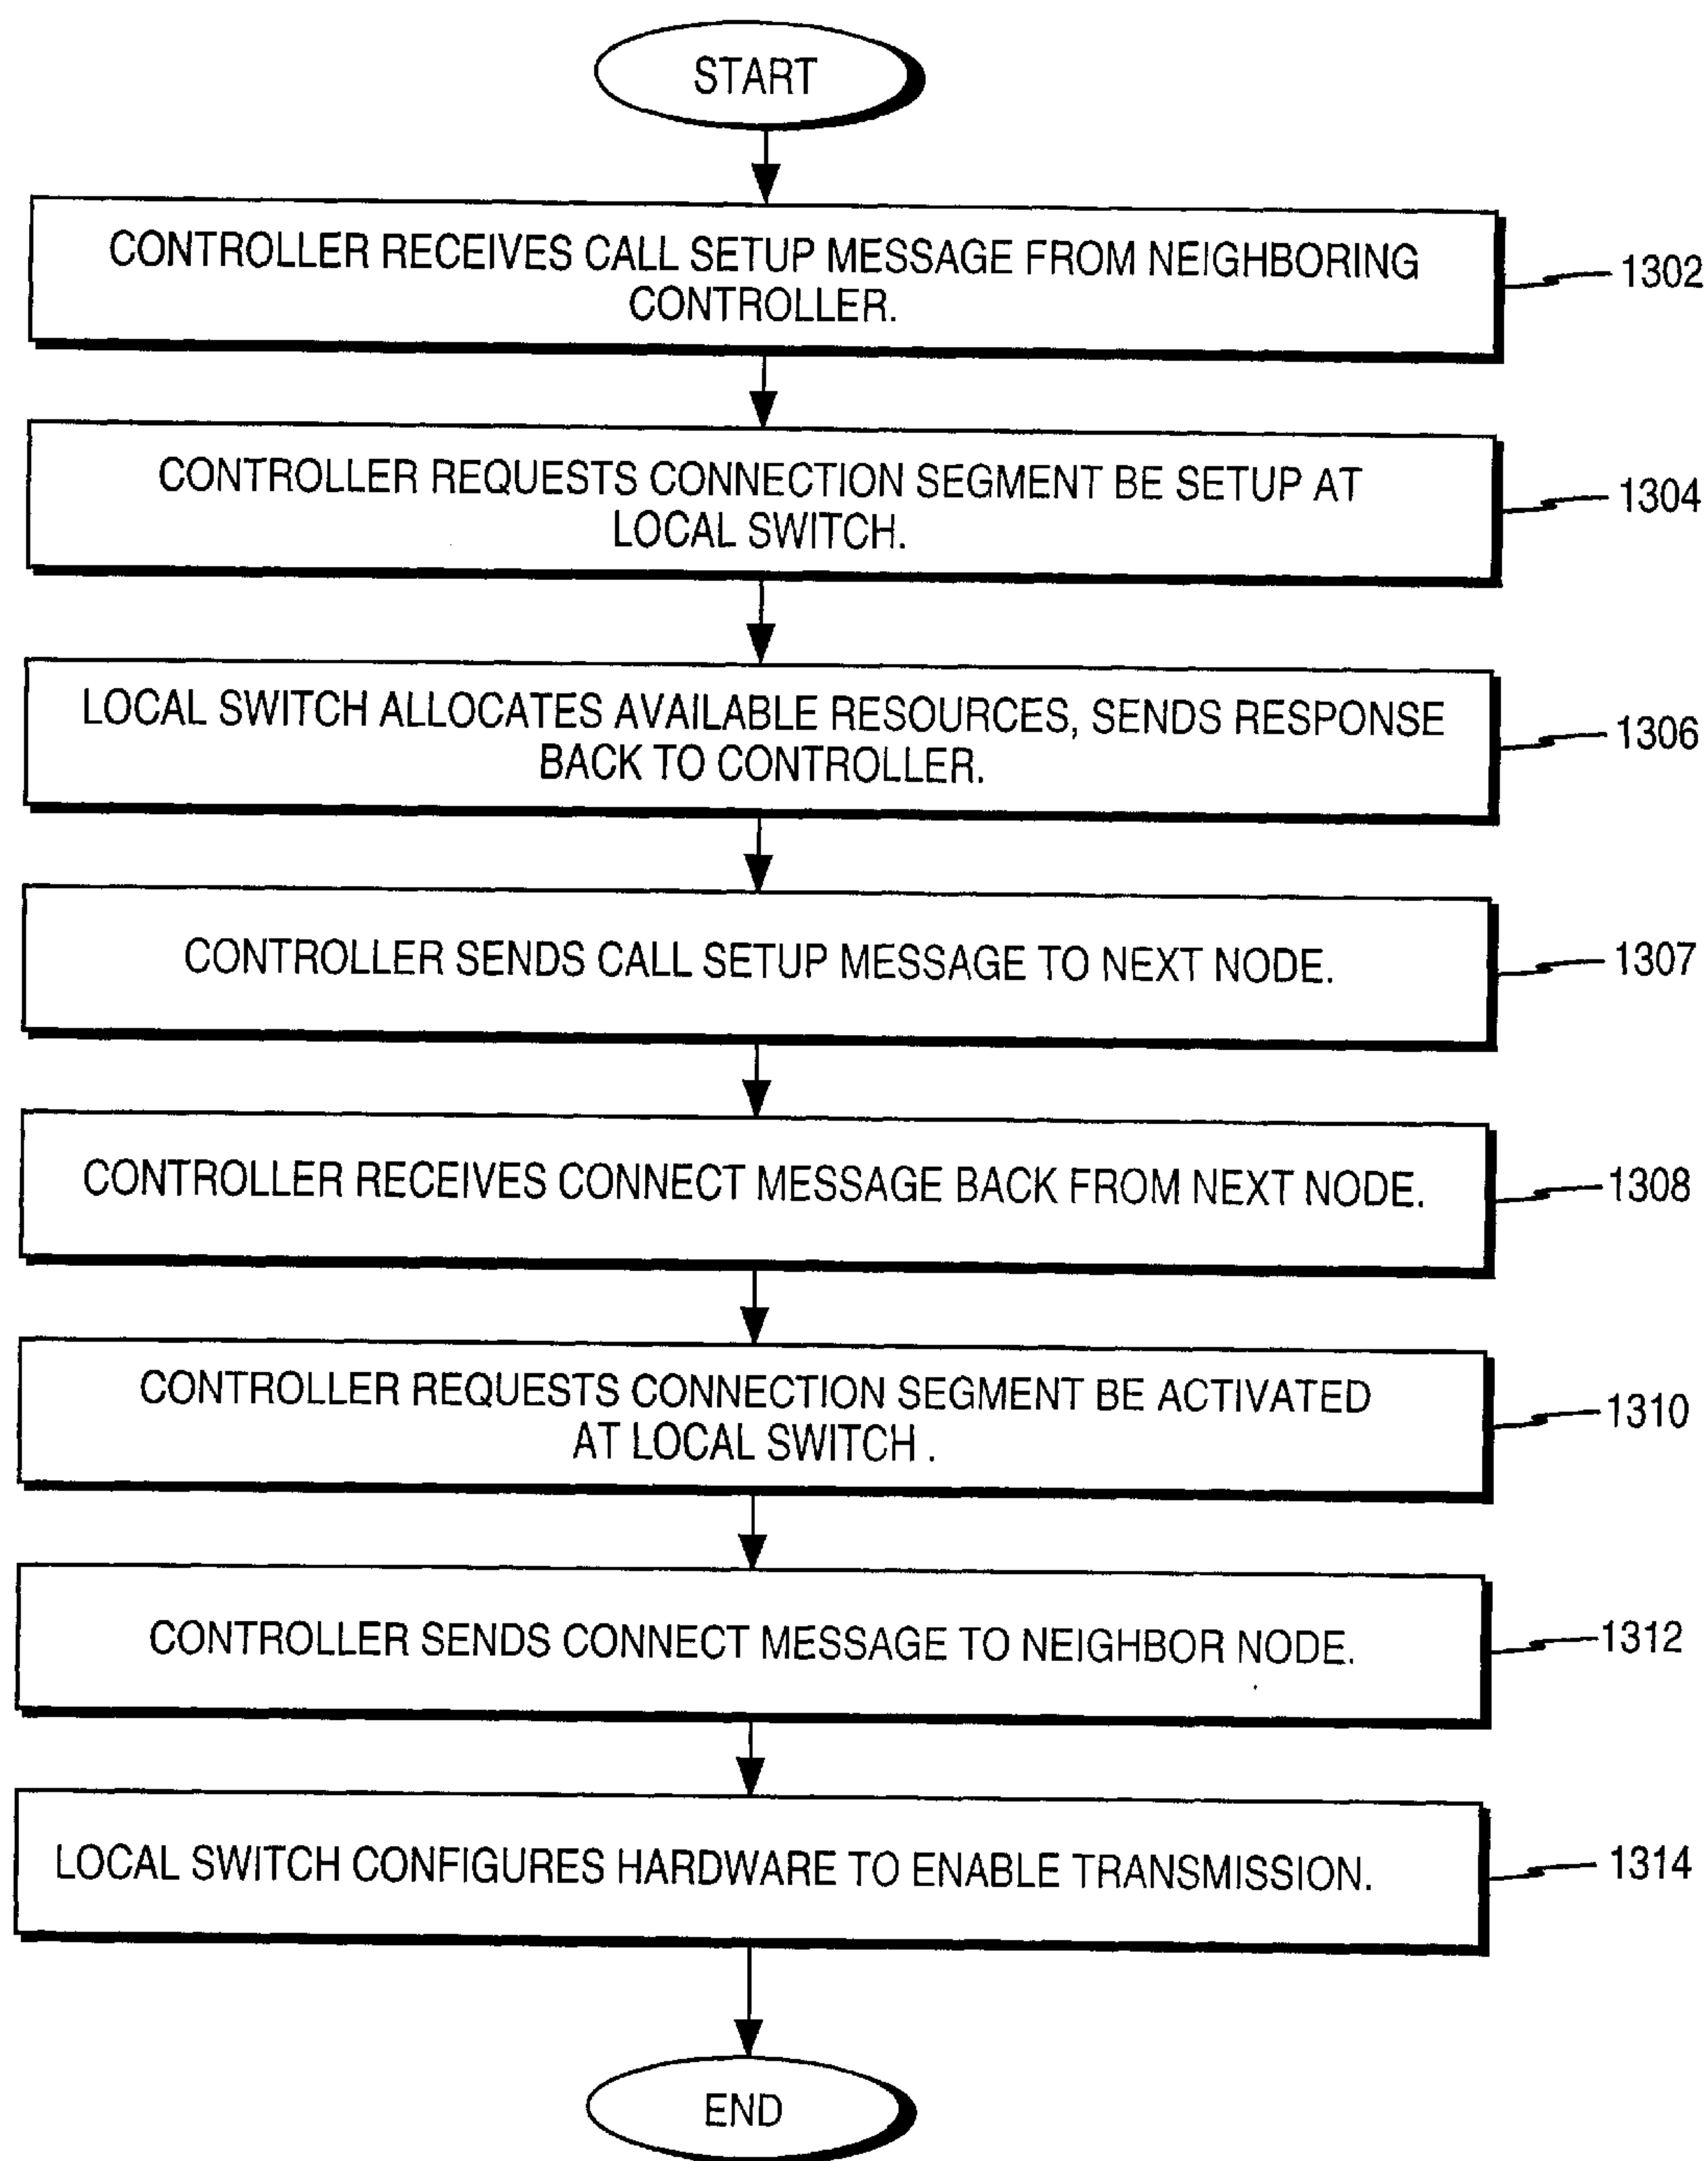 START
CONTROLLER RECEIVES CALL SETUP MESSAGE FROM NEIGHBORING
CONTROLLER.
1302
CONTROLLER REQUESTS CONNECTION SEGMENT BE SETUP AT
LOCAL SWITCH.
1304
LOCAL SWITCH ALLOCATES AVAILABLE RESOURCES, SENDS RESPONSE
BACK TO CONTROLLER.
1306
CONTROLLER SENDS CALL SETUP MESSAGE TO NEXT NODE.
1307
CONTROLLER RECEIVES CONNECT MESSAGE BACK FROM NEXT NODE.
1308
CONTROLLER REQUESTS CONNECTION SEGMENT BE ACTIVATED
AT LOCAL SWITCH .
1310
CONTROLLER SENDS CONNECT MESSAGE TO NEIGHBOR NODE.
1312
LOCAL SWITCH CONFIGURES HARDWARE TO ENABLE TRANSMISSION.
1314
END